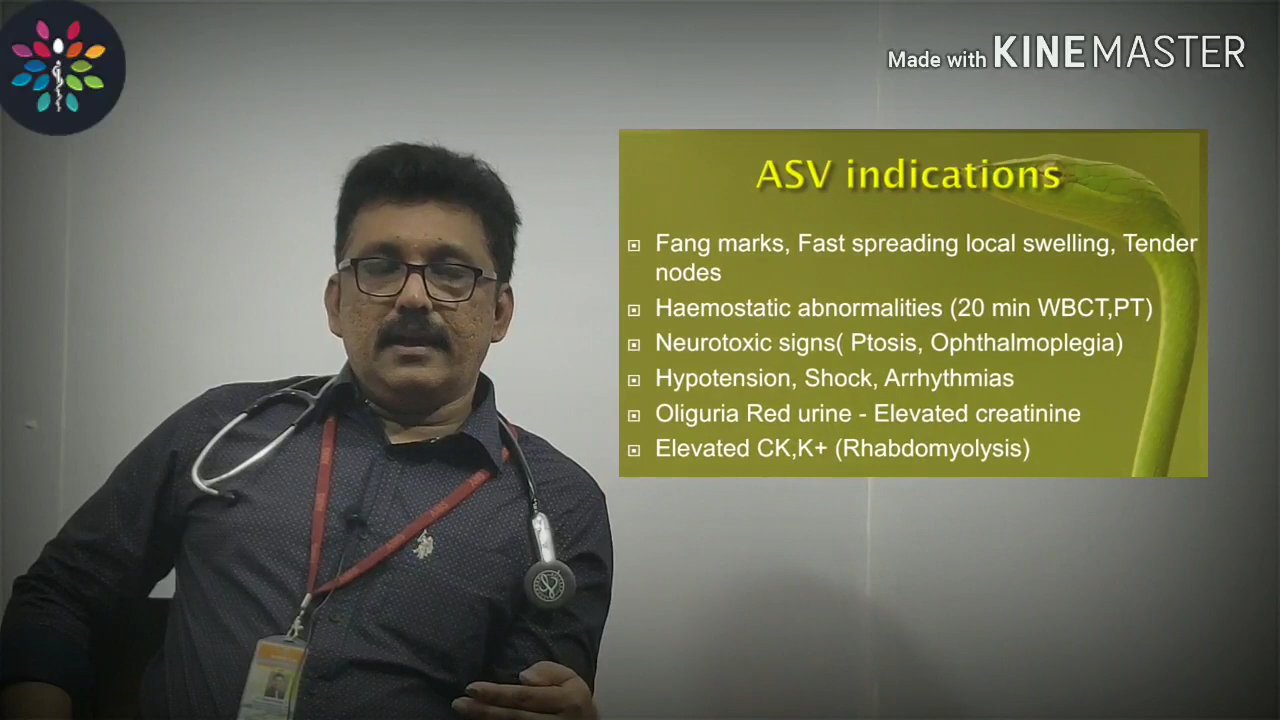 Made with KINEMASTER
ASV indications
Fang marks, Fast spreading local swelling, Tender
nodes
Haemostatic abnormalities (20 min WBCT,PT)
Neurotoxic signs( Ptosis, Ophthalmoplegia)
Hypotension, Shock, Arrhythmias
Oliguria Red urine - Elevated creatinine
Elevated CK,K+ (Rhabdomyolysis)